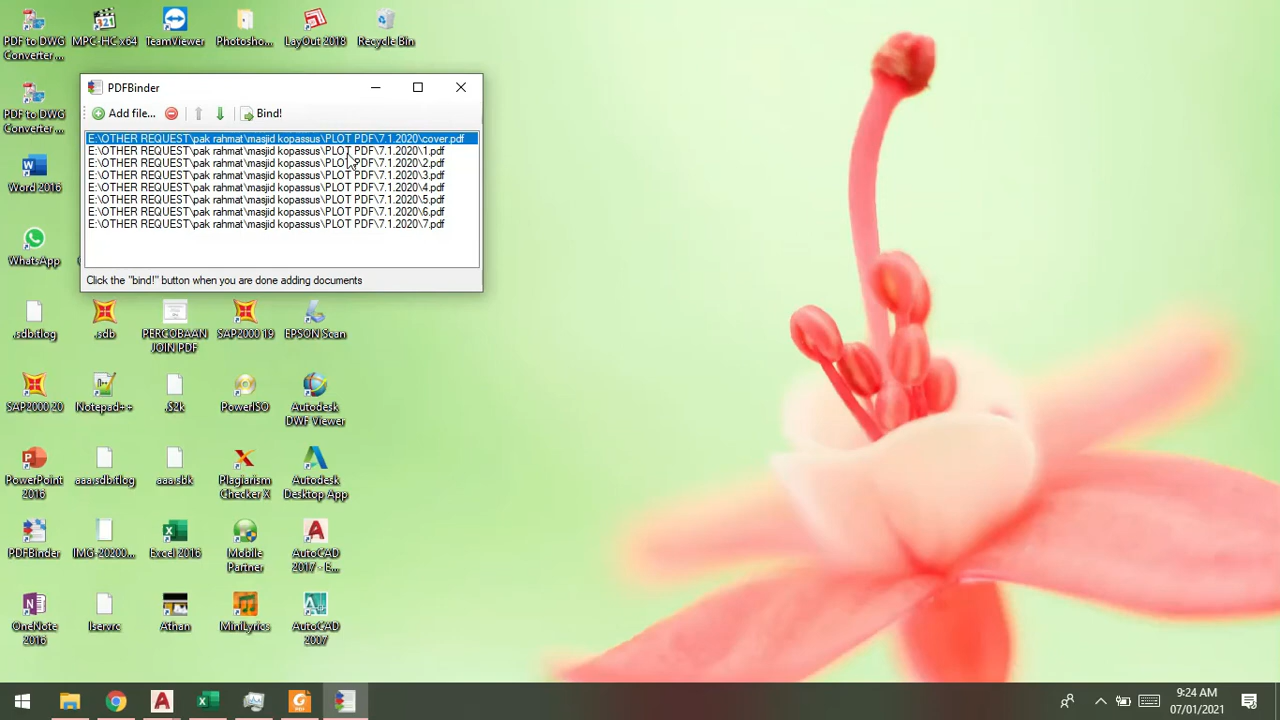 PDF to DWG
Converter ...
MPC-HC x64
TeamViewer
Photosho...
LayOut 2018
Recycle Bin
PDF to DWG
Converter ...
PDFBinder
Add file...
Bind!
E:\OTHER REQUEST\pak rahmat\masjid kopassus\PLOT PDF\7.1.2020\cover.pdf
E:\OTHER REQUEST\pak rahmat\masjid kopassus\PLOT PDF\7.1.2020\1.pdf
E:\OTHER REQUEST\pak rahmat\masjid kopassus\PLOT PDF\7.1.2020\2.pdf
E:\OTHER REQUEST\pak rahmat\masjid kopassus\PLOT PDF\7.1.2020\3.pdf
E:\OTHER REQUEST\pak rahmat\masjid kopassus\PLOT PDF\7.1.2020\4.pdf
E:\OTHER REQUEST\pak rahmat\masjid kopassus\PLOT PDF\7.1.2020\5.pdf
E:\OTHER REQUEST\pak rahmat\masjid kopassus\PLOT PDF\7.1.2020\6.pdf
E:\OTHER REQUEST\pak rahmat\masjid kopassus\PLOT PDF\7.1.2020\7.pdf
Click the "bind!" button when you are done adding documents
Word 2016
WhatsApp
.sdb.tlog
.sdb
PERCOBAAN
JOIN PDF
SAP2000 19
EPSON Scan
SAP2000 20
Notepad++
.S2k
PowerISO
Autodesk
DWF Viewer
PowerPoint
2016
aaa.sdb.tlog
aaa.sbk
Plagiarism
Checker X
Autodesk
Desktop App
PDFBinder
IMG-20200...
Excel 2016
Mobile
Partner
AutoCAD
2017 - E...
OneNote
2016
lservrc
Athan
MiniLyrics
AutoCAD
2007
9:24 AM
07/01/2021